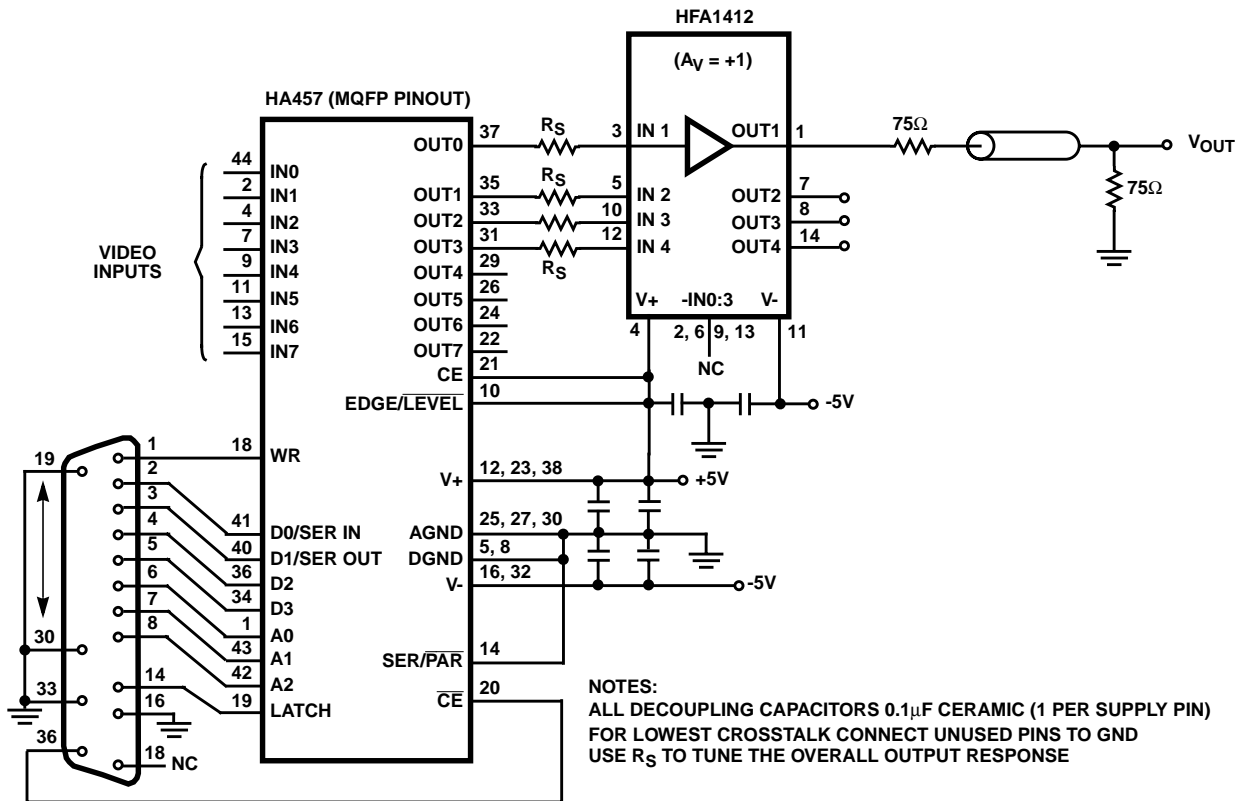 HFA1412
(AV = +1)
HA457 (MQFP PINOUT)
OUT0 37 RS 3 IN 1 OUT1 1 75Ω VOUT
75Ω
44 IN0
2 IN1
4 IN2
7 IN3
9 IN4
11 IN5
13 IN6
15 IN7
VIDEO
INPUTS
OUT1 35 RS 5 IN 2 OUT2 7
OUT2 33 10 IN 3 OUT3 8
OUT3 31 RS 12 IN 4 OUT4 14
OUT4 29
OUT5 26
OUT6 24
OUT7 22
CE 21
EDGE/LEVEL 10
V+ -IN0:3 V-
4 2, 6 9, 13 11
NC
-5V
19 1 18 WR
2
3
4 41 D0/SER IN
5 40 D1/SER OUT
6 36 D2
7 34 D3
8 1 A0
30 43 A1
42 A2
14 19 LATCH
33 16
36 18 NC
V+ 12, 23, 38 +5V
AGND 25, 27, 30
DGND 5, 8
V- 16, 32 -5V
SER/PAR 14
CE 20
NOTES:
ALL DECOUPLING CAPACITORS 0.1μF CERAMIC (1 PER SUPPLY PIN)
FOR LOWEST CROSSTALK CONNECT UNUSED PINS TO GND
USE RS TO TUNE THE OVERALL OUTPUT RESPONSE